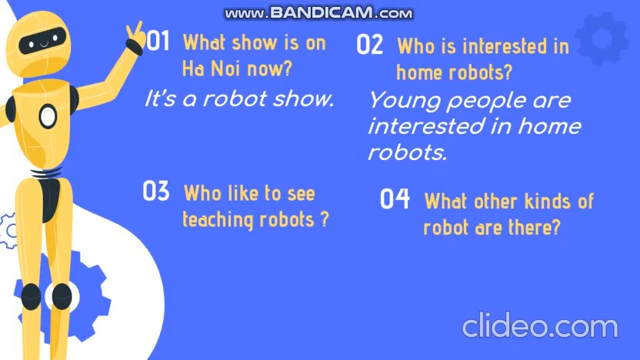 www.BANDICAM.com
01 What show is on
Ha Noi now?
It's a robot show.
02 Who is interested in
home robots?
Young people are
interested in home
robots.
03 Who like to see
teaching robots ?
04 What other kinds of
robot are there?
clideo.com